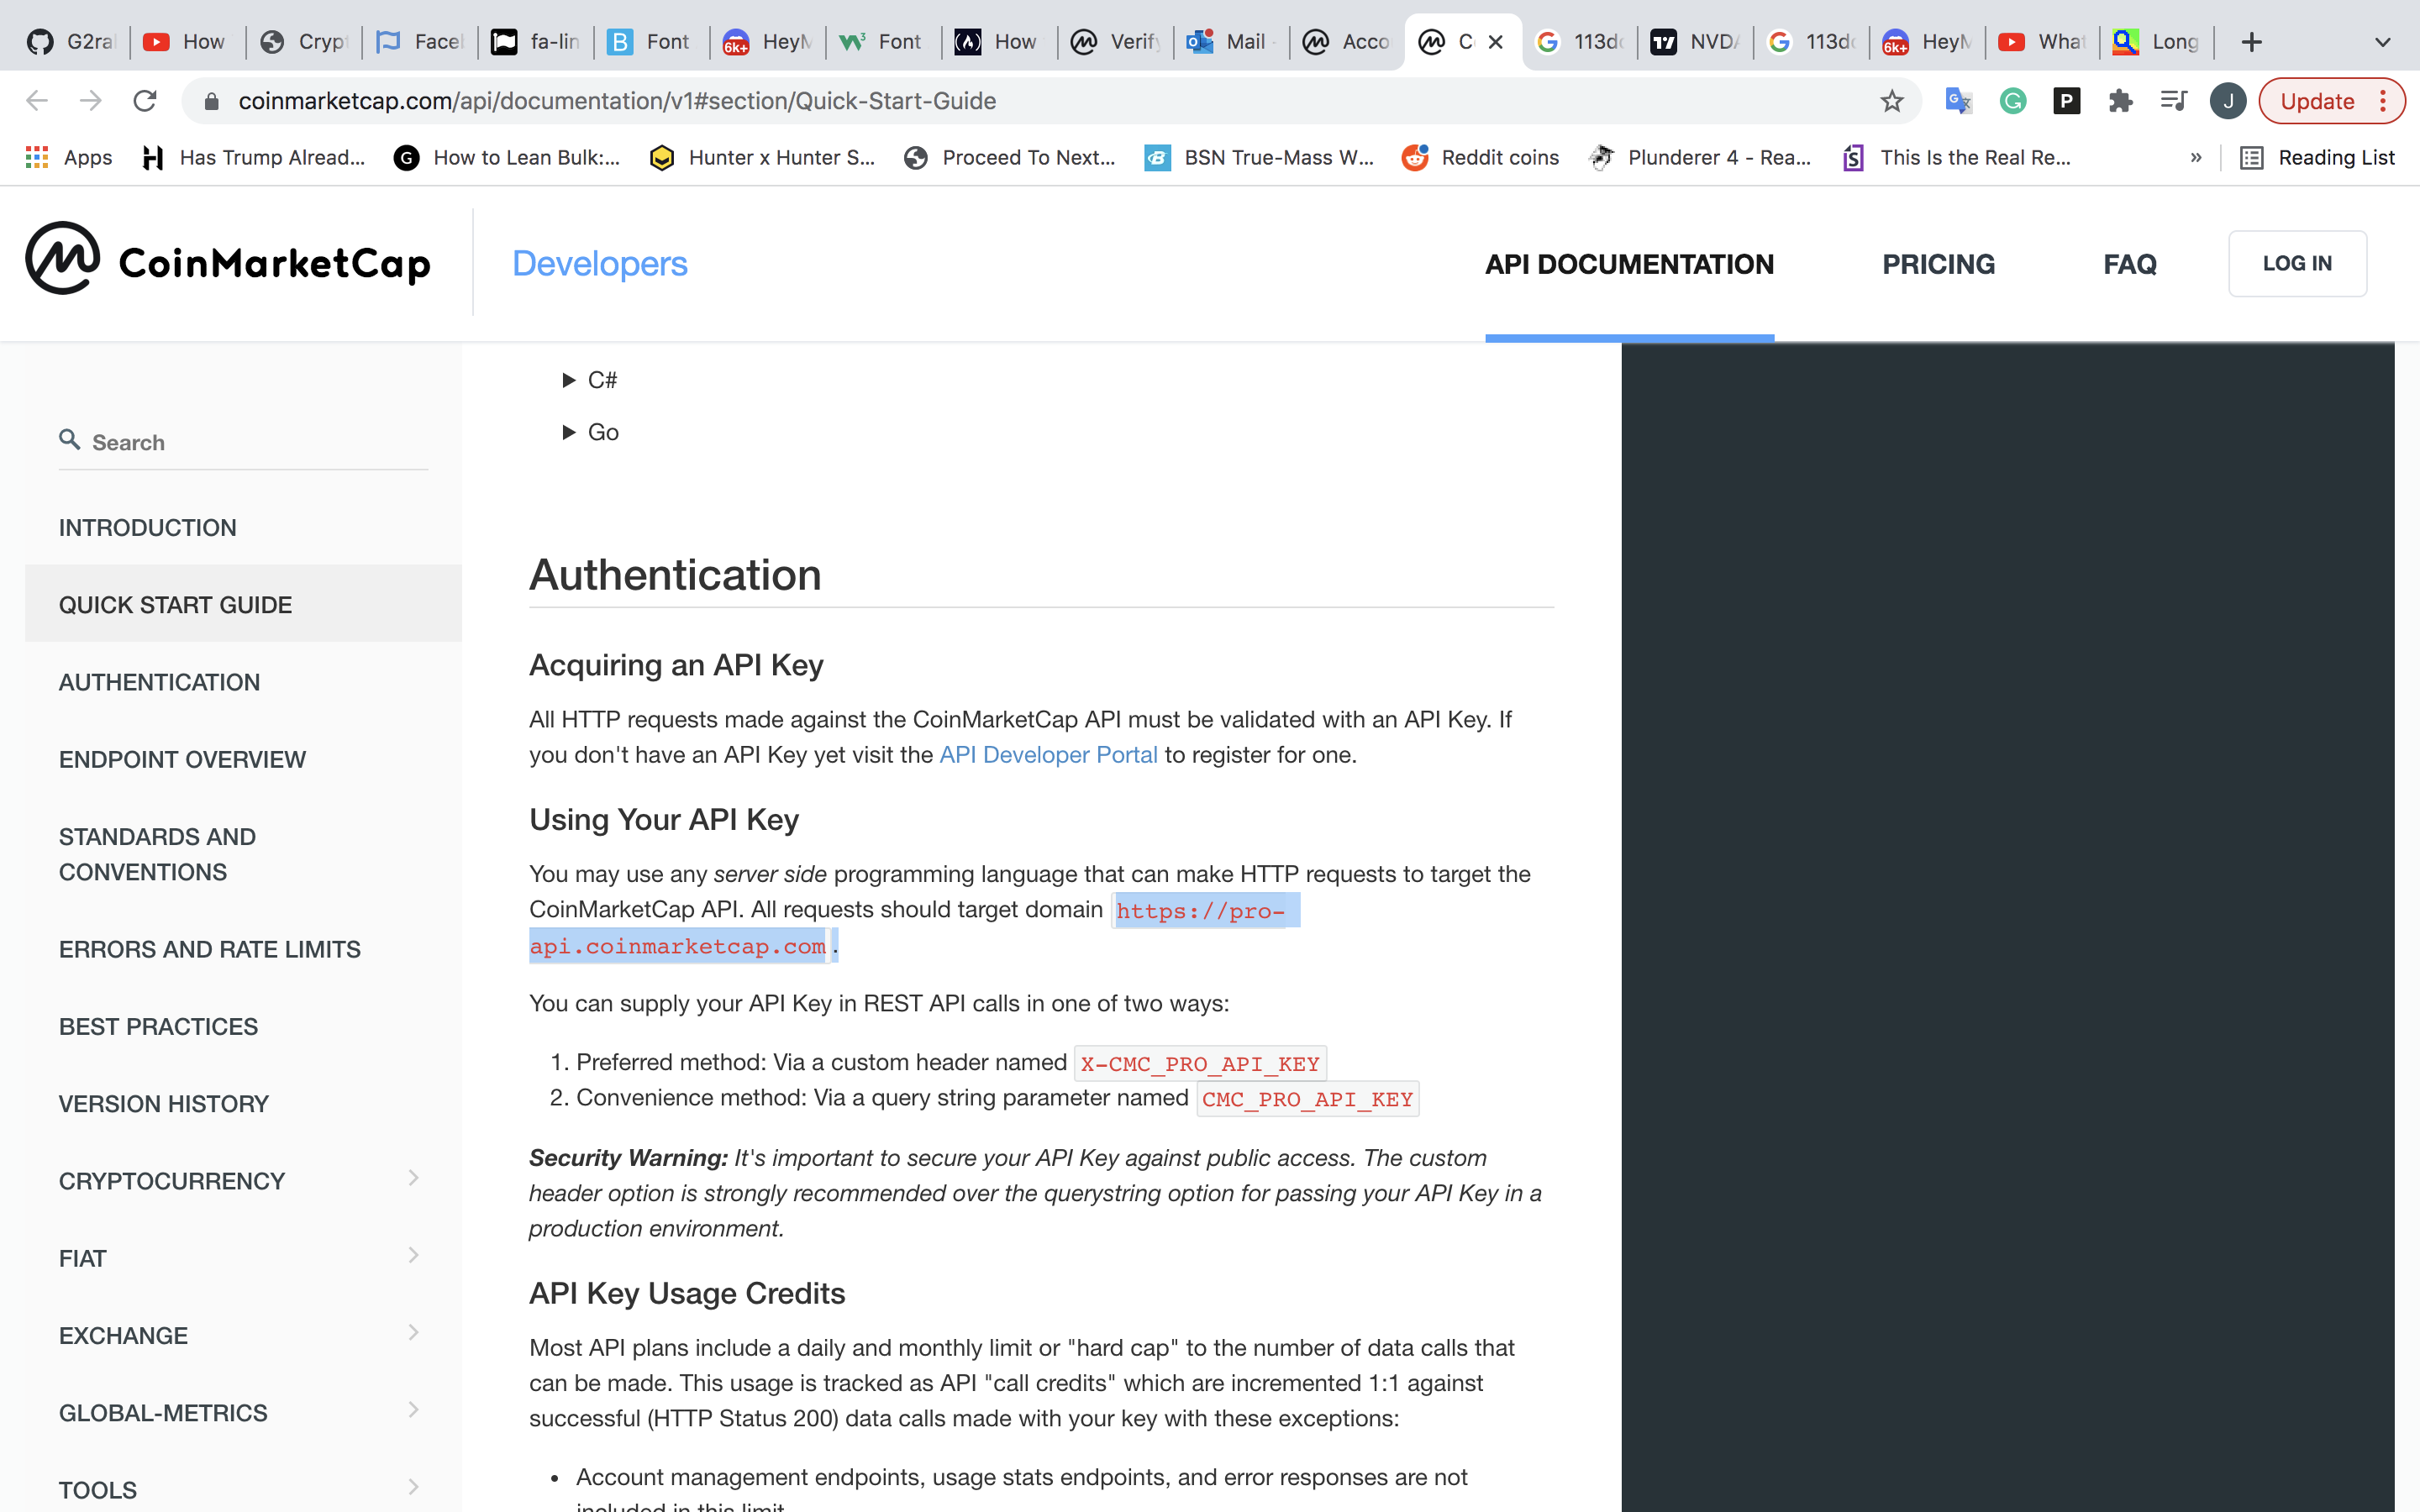 G2ra
How
Cryp
Face
fa-lin
Font
HeyM
Font
How
Verify
Mail
Acco
C
113d
NVD
113d
HeyM
What
Long
coinmarketcap.com/api/documentation/v1#section/Quick-Start-Guide
J
Update
Apps
Has Trump Alread...
How to Lean Bulk:...
Hunter x Hunter S...
Proceed To Next...
BSN True-Mass W...
Reddit coins
Plunderer 4 - Rea...
This Is the Real Re...
»
Reading List
CoinMarketCap
Developers
API DOCUMENTATION
PRICING
FAQ
LOG IN
Search
INTRODUCTION
QUICK START GUIDE
AUTHENTICATION
ENDPOINT OVERVIEW
STANDARDS AND
CONVENTIONS
ERRORS AND RATE LIMITS
BEST PRACTICES
VERSION HISTORY
CRYPTOCURRENCY
FIAT
EXCHANGE
GLOBAL-METRICS
TOOLS
C#
Go
Authentication
Acquiring an API Key
All HTTP requests made against the CoinMarketCap API must be validated with an API Key. If
you don't have an API Key yet visit the API Developer Portal to register for one.
Using Your API Key
You may use any server side programming language that can make HTTP requests to target the
CoinMarketCap API. All requests should target domain https://pro-
api.coinmarketcap.com.
You can supply your API Key in REST API calls in one of two ways:
1. Preferred method: Via a custom header named X-CMC_PRO_API_KEY
2. Convenience method: Via a query string parameter named CMC_PRO_API_KEY
Security Warning: It's important to secure your API Key against public access. The custom
header option is strongly recommended over the querystring option for passing your API Key in a
production environment.
API Key Usage Credits
Most API plans include a daily and monthly limit or "hard cap" to the number of data calls that
can be made. This usage is tracked as API "call credits" which are incremented 1:1 against
successful (HTTP Status 200) data calls made with your key with these exceptions:
• Account management endpoints, usage stats endpoints, and error responses are not
included in this limit